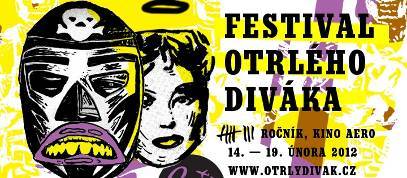 FESTIVAL
OTRLÉHO
DIVÁKA
ROČNÍK, KINO AERO
14. — 19. ÚNORA 2012
WWW.OTRLYDIVAK.CZ